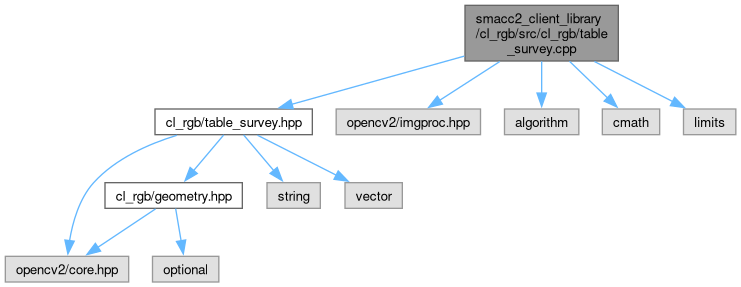 smacc2_client_library
/cl_rgb/src/cl_rgb/table
_survey.cpp
cl_rgb/table_survey.hpp
opencv2/imgproc.hpp
algorithm
cmath
limits
cl_rgb/geometry.hpp
string
vector
opencv2/core.hpp
optional